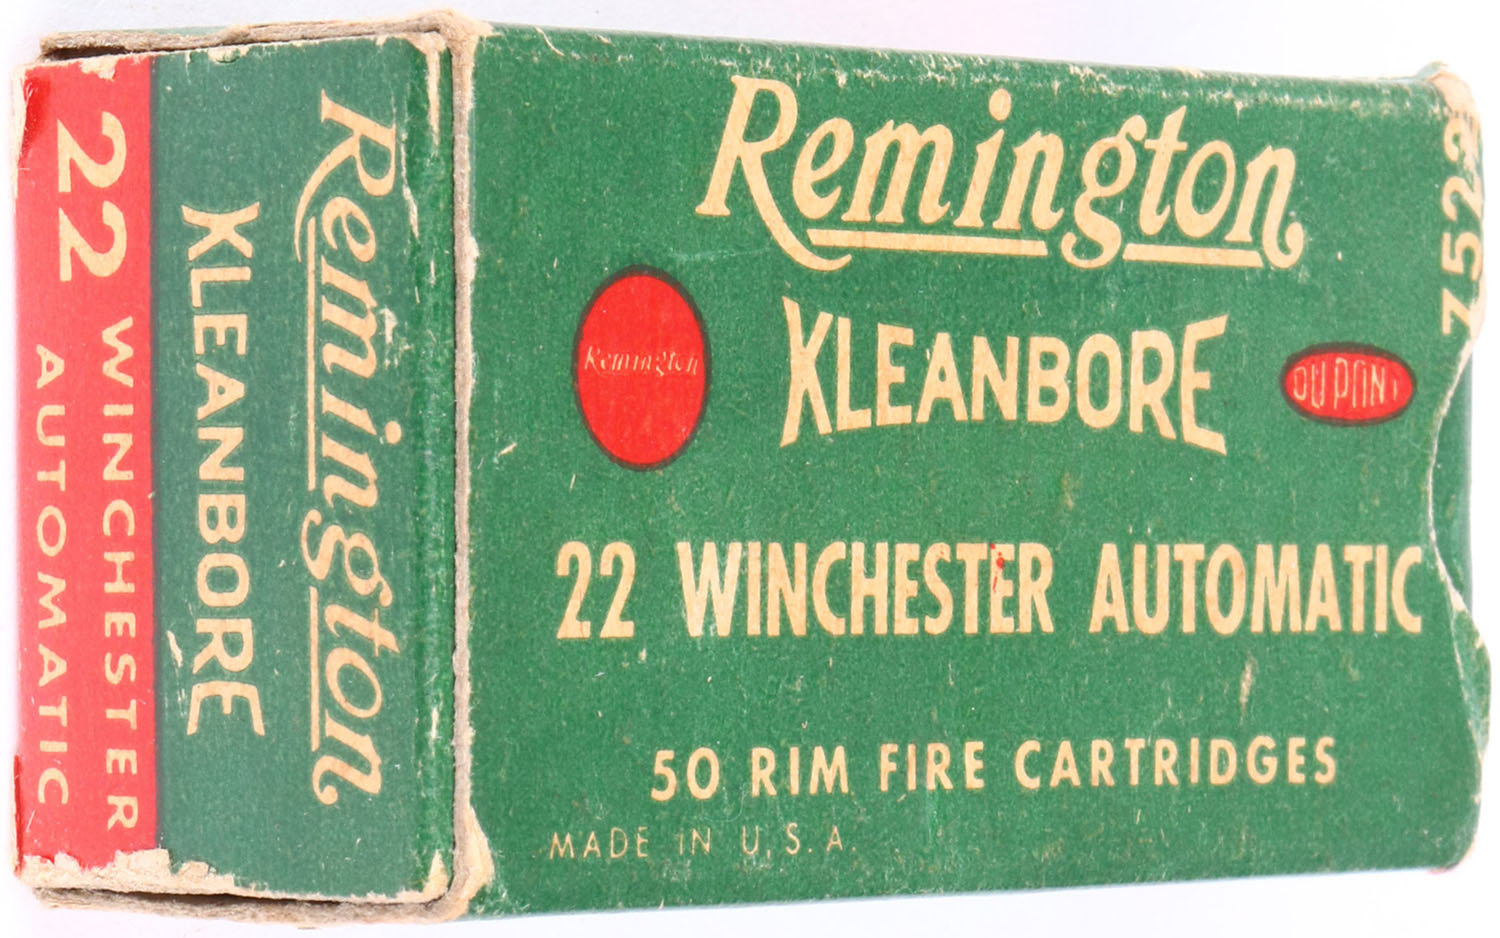 Remington
KLEANBORE
22 WINCHESTER
AUTOMATIC
Remington
7523
Remington
KLEANBORE
DU PONT
22 WINCHESTER AUTOMATIC
50 RIM FIRE CARTRIDGES
MADE IN U.S.A.